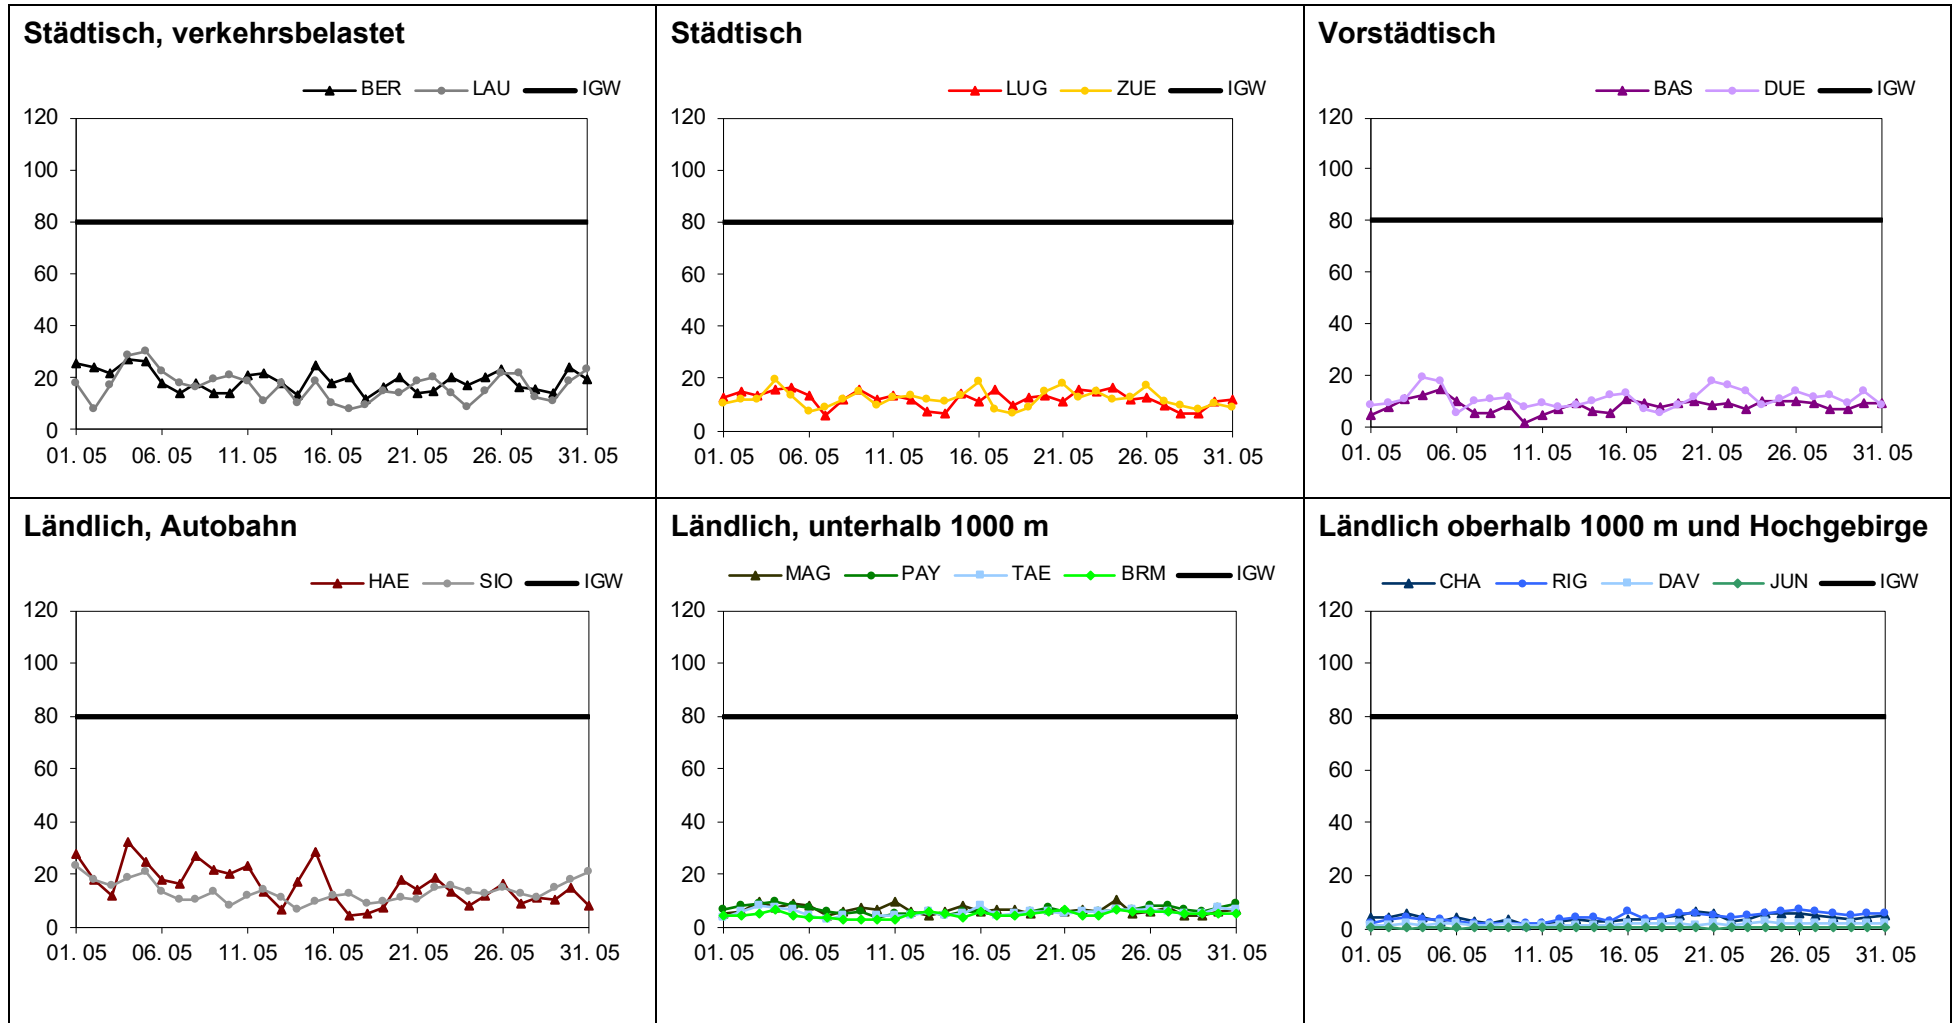 Städtisch, verkehrsbelastet
BER LAU IGW
120
100
80
60
40
20
0
01. 05 06. 05 11. 05 16. 05 21. 05 26. 05 31. 05
Städtisch
LUG ZUE IGW
120
100
80
60
40
20
0
01. 05 06. 05 11. 05 16. 05 21. 05 26. 05 31. 05
Vorstädtisch
BAS DUE IGW
120
100
80
60
40
20
0
01. 05 06. 05 11. 05 16. 05 21. 05 26. 05 31. 05
Ländlich, Autobahn
HAE SIO IGW
120
100
80
60
40
20
0
01. 05 06. 05 11. 05 16. 05 21. 05 26. 05 31. 05
Ländlich, unterhalb 1000 m
MAG PAY TAE BRM IGW
120
100
80
60
40
20
0
01. 05 06. 05 11. 05 16. 05 21. 05 26. 05 31. 05
Ländlich oberhalb 1000 m und Hochgebirge
CHA RIG DAV JUN IGW
120
100
80
60
40
20
0
01. 05 06. 05 11. 05 16. 05 21. 05 26. 05 31. 05